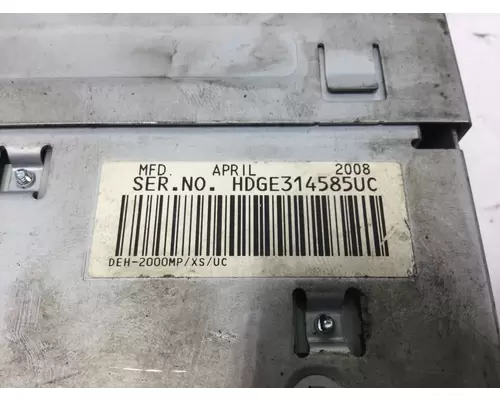 MFD. APRIL 2008
SER.NO. HDGE314585UC
DEH-2000MP/XS/UC